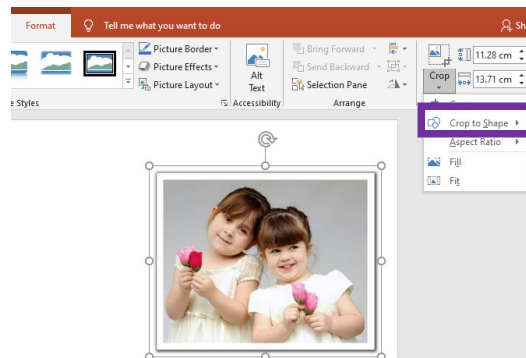 Format
Tell me what you want to do
Sh
Picture Border
Picture Effects
Picture Layout
Alt
Text
Bring Forward
Send Backward
Selection Pane
Crop
11.28 cm
13.71 cm
e Styles
Accessibility
Arrange
Crop to Shape
Aspect Ratio
Fill
Fit